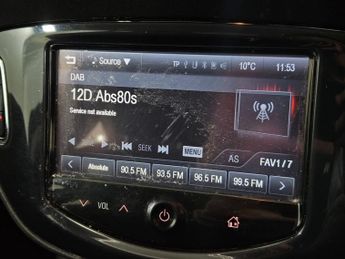 Source ▼
TP
10°C
11:53
DAB
12D Abs80s
Service not available
SEEK
MENU
AS
FAV1/7
Absolute
90.5 FM
93.5 FM
96.5 FM
99.5 FM
VOL